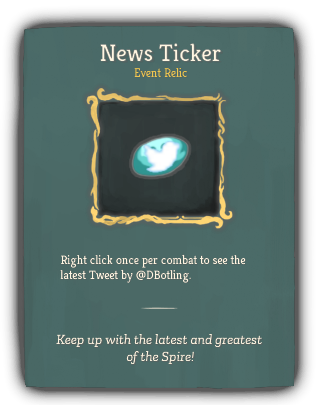 News Ticker
Event Relic
Right click once per combat to see the
latest Tweet by @DBotling.
Keep up with the latest and greatest
of the Spire!